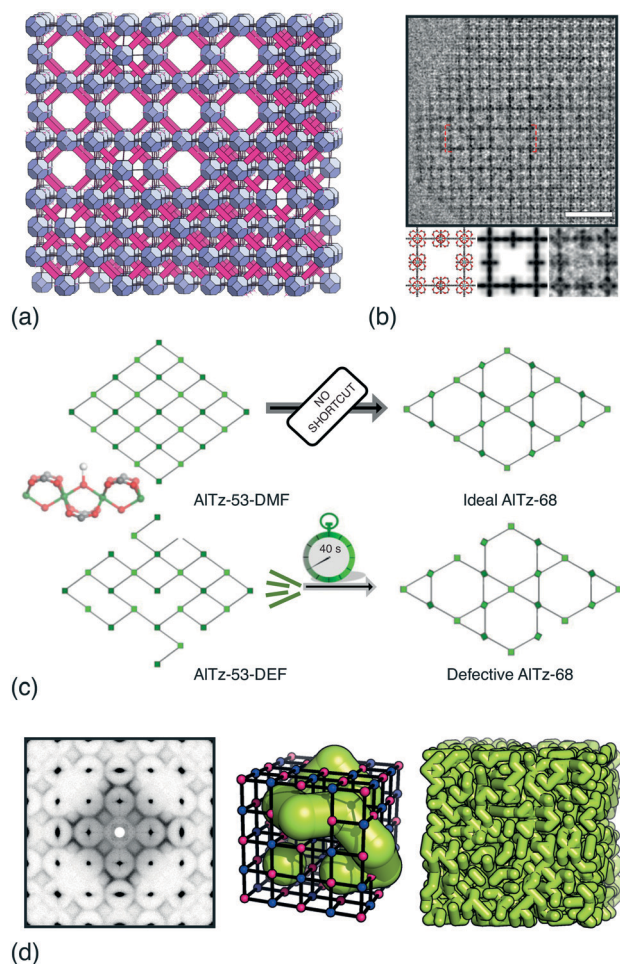 (a)
(b)
NO
SHORTCUT
AlTz-53-DMF
Ideal AlTz-68
40 s
AlTz-53-DEF
Defective AlTz-68
(c)
(d)